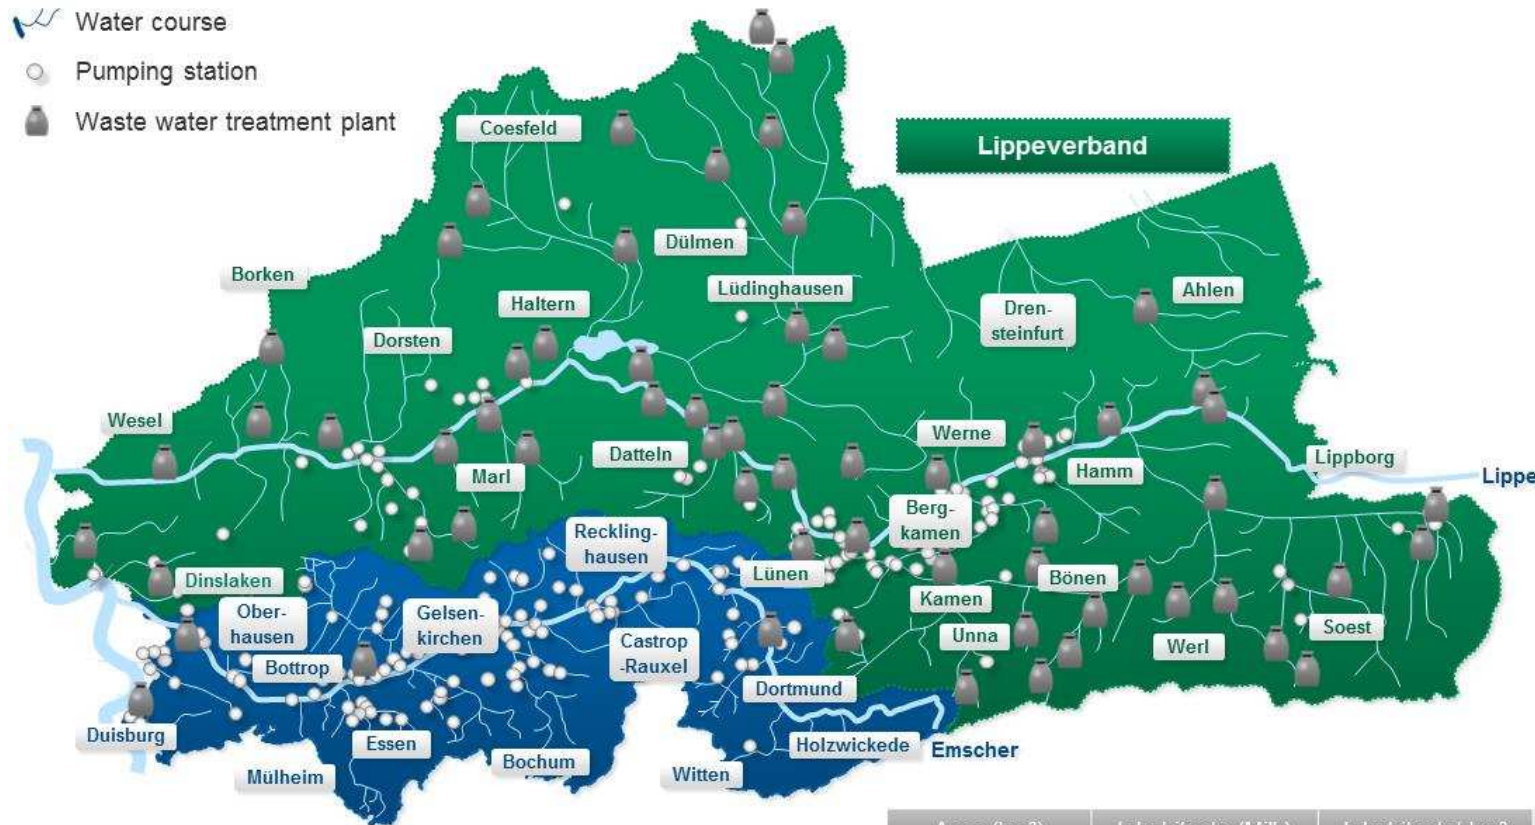 Water course
Pumping station
Waste water treatment plant
Coesfeld
Lippeverband
Dülmen
Borken
Lüdinghausen
Ahlen
Haltern
Dren-
steinfurt
Dorsten
Wesel
Werne
Datteln
Marl
Hamm
Lippborg
Lippe
Berg-
kamen
Reckling-
hausen
Dinslaken
Lünen
Bönen
Kamen
Ober-
hausen
Gelsen-
kirchen
Castrop
-Rauxel
Unna
Soest
Werl
Bottrop
Dortmund
Duisburg
Essen
Holzwickede
Emscher
Bochum
Mülheim
Witten